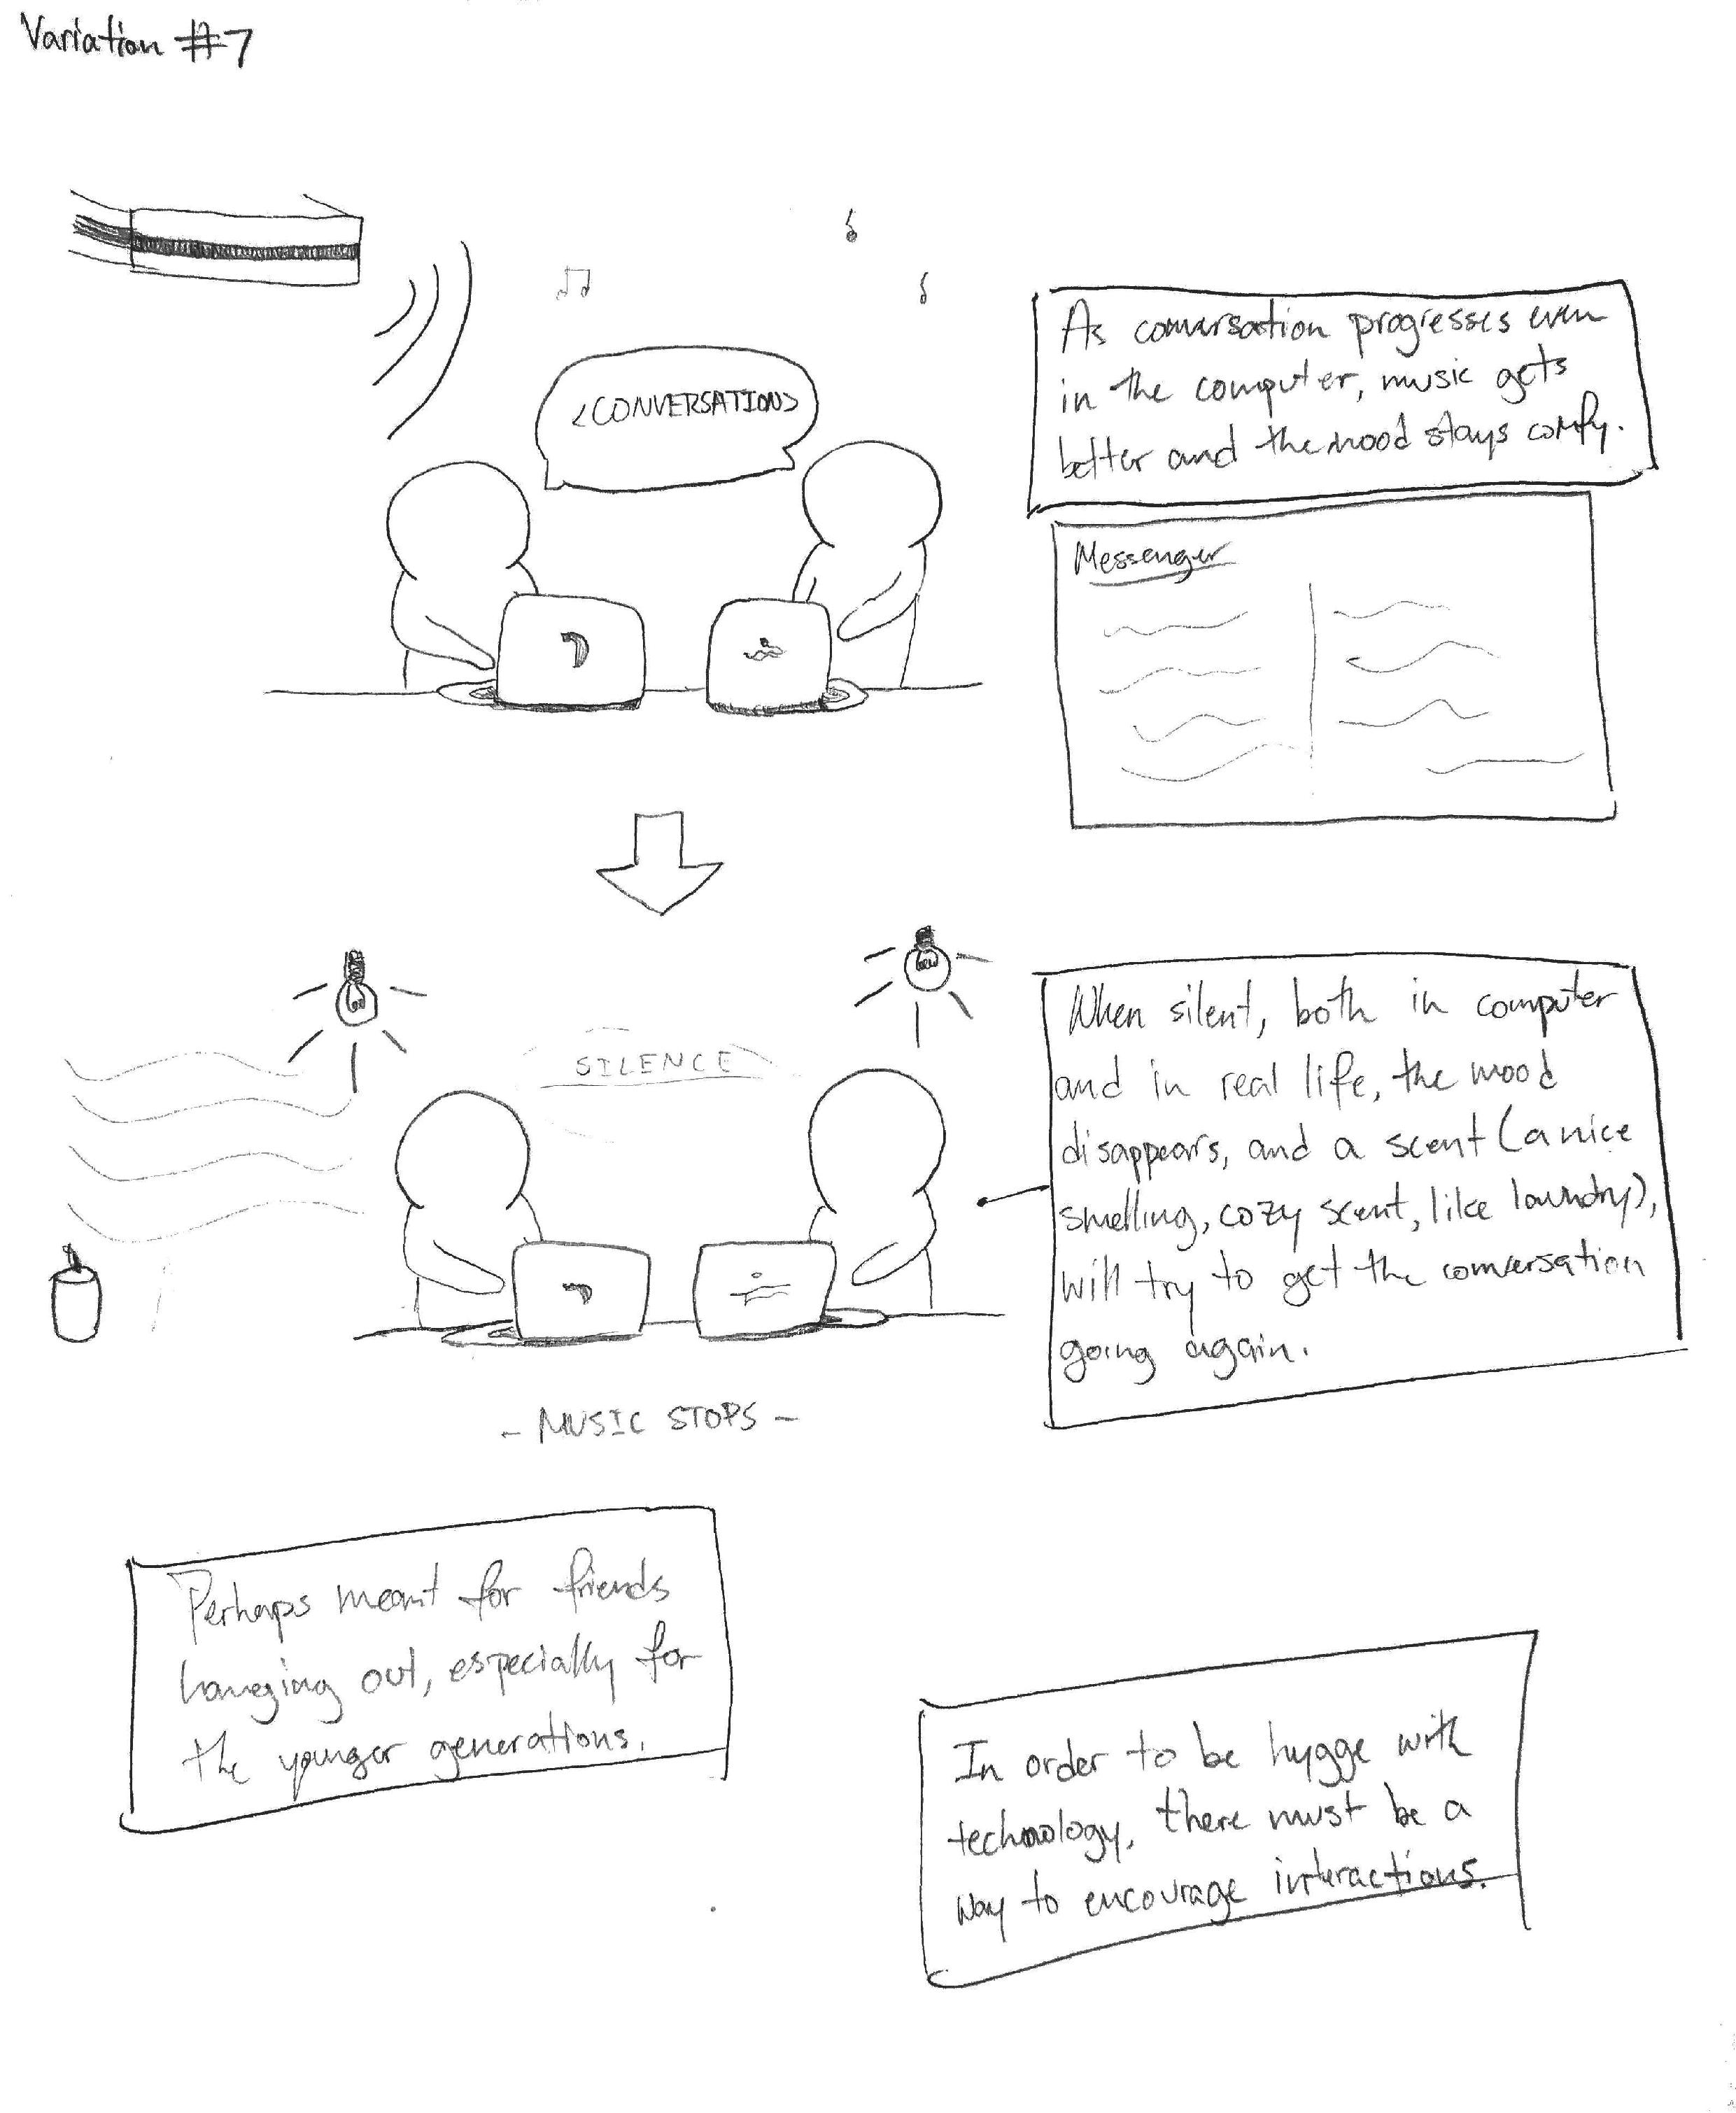 Variation #7
<CONVERSATION>
As conversation progresses even
in the computer, music gets
better and the mood stays comfy.
Messenger
SILENCE
When silent, both in computer
and in real life, the mood
disappears, and a scent (a nice
smelling, cozy scent, like laundry),
will try to get the conversation
going again.
- MUSIC STOPS -
Perhaps meant for friends
hanging out, especially for
the younger generations.
In order to be hygge with
technology, there must be a
way to encourage interactions.